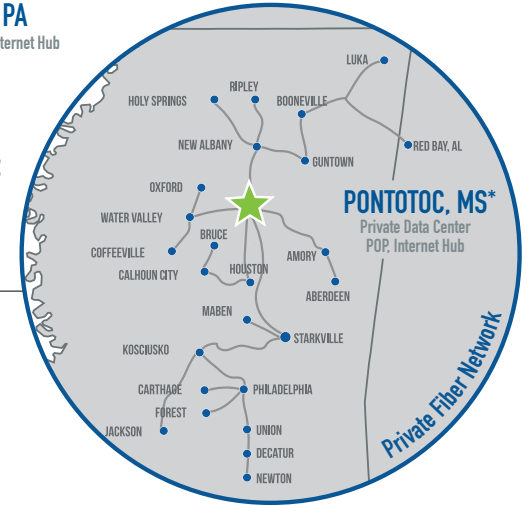 PA
ternet Hub
LUKA
RIPLEY
HOLY SPRINGS
BOONEVILLE
NEW ALBANY
RED BAY, AL
GUNTOWN
OXFORD
PONTOTOC, MS*
Private Data Center
POP, Internet Hub
WATER VALLEY
BRUCE
COFFEEVILLE
AMORY
CALHOUN CITY
HOUSTON
ABERDEEN
MABEN
STARKVILLE
KOSCIUSKO
Private Fiber Network
CARTHAGE
PHILADELPHIA
FOREST
JACKSON
UNION
DECATUR
NEWTON